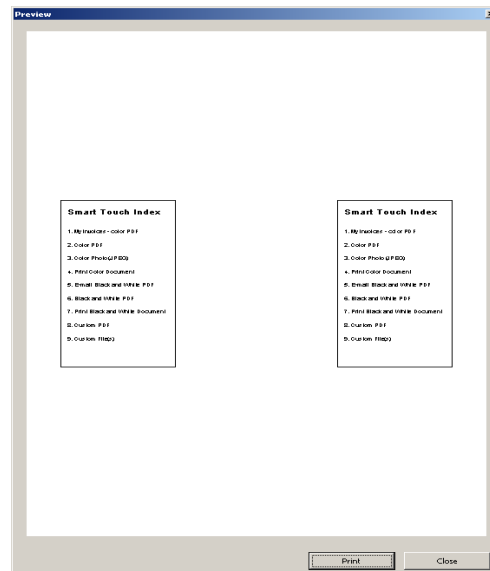 Preview
Smart Touch Index
1. My Invoices - color PDF
2. Color PDF
3. Color Photo(JPEG)
4. Print Color Document
5. E-mail Black and White PDF
6. Black and White PDF
7. Print Black and White Document
8. Custom PDF
9. Custom File(s)
Smart Touch Index
1. My Invoices - color PDF
2. Color PDF
3. Color Photo(JPEG)
4. Print Color Document
5. E-mail Black and White PDF
6. Black and White PDF
7. Print Black and White Document
8. Custom PDF
9. Custom File(s)
Print
Close